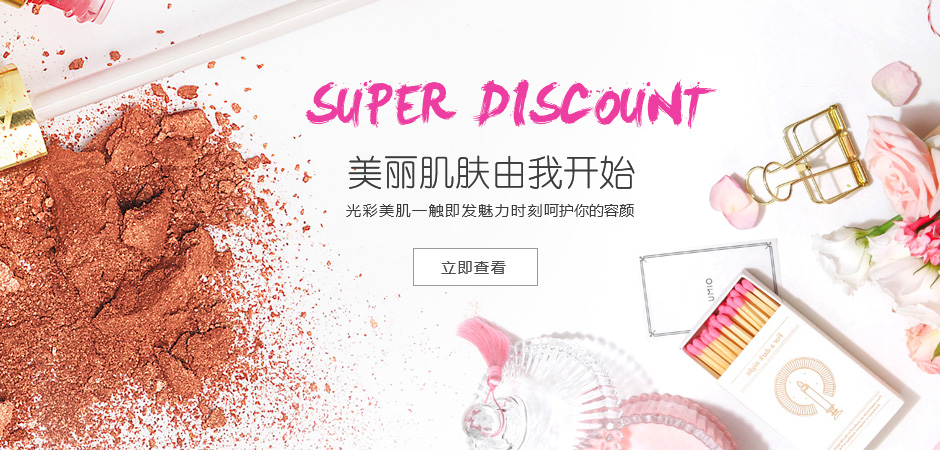 SUPER DISCOUNT
美丽肌肤由我开始
光彩美肌一触即发魅力时刻呵护你的容颜
立即查看
UMIO